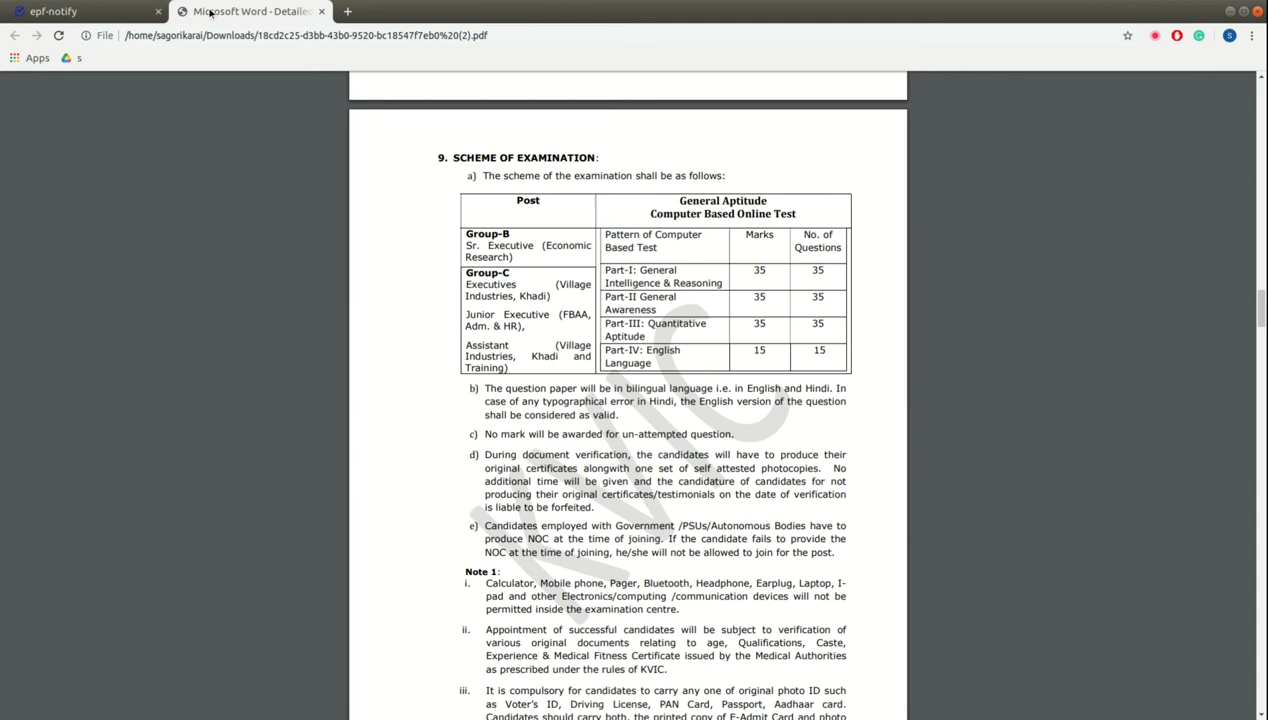 epf-notify
Microsoft Word - Detailed
File
/home/sagorikarai/Downloads/18cd2c25-d3bb-43b0-9520-bc18547f7eb0%20(2).pdf
S
Apps
s
9. SCHEME OF EXAMINATION:
a) The scheme of the examination shall be as follows:
Post
General Aptitude
Computer Based Online Test
Group-B
Sr. Executive (Economic
Research)
Pattern of Computer
Based Test
Marks
No. of
Questions
Group-C
Executives (Village
Industries, Khadi)
Junior Executive (FBAA,
Adm. & HR),
Assistant (Village
Industries, Khadi and
Training)
Part-I: General
Intelligence & Reasoning
35
35
Part-II General
Awareness
35
35
Part-III: Quantitative
Aptitude
35
35
Part-IV: English
Language
15
15
b) The question paper will be in bilingual language i.e. in English and Hindi. In
case of any typographical error in Hindi, the English version of the question
shall be considered as valid.
c) No mark will be awarded for un-attempted question.
d) During document verification, the candidates will have to produce their
original certificates alongwith one set of self attested photocopies. No
additional time will be given and the candidature of candidates for not
producing their original certificates/testimonials on the date of verification
is liable to be forfeited.
e) Candidates employed with Government /PSUs/Autonomous Bodies have to
produce NOC at the time of joining. If the candidate fails to provide the
NOC at the time of joining, he/she will not be allowed to join for the post.
Note 1:
i. Calculator, Mobile phone, Pager, Bluetooth, Headphone, Earplug, Laptop, I-
pad and other Electronics/computing /communication devices will not be
permitted inside the examination centre.
ii. Appointment of successful candidates will be subject to verification of
various original documents relating to age, Qualifications, Caste,
Experience & Medical Fitness Certificate issued by the Medical Authorities
as prescribed under the rules of KVIC.
iii. It is compulsory for candidates to carry any one of original photo ID such
as Voter's ID, Driving License, PAN Card, Passport, Aadhaar card.
Candidates should carry both, the printed copy of E-Admit Card and photo
KVIC